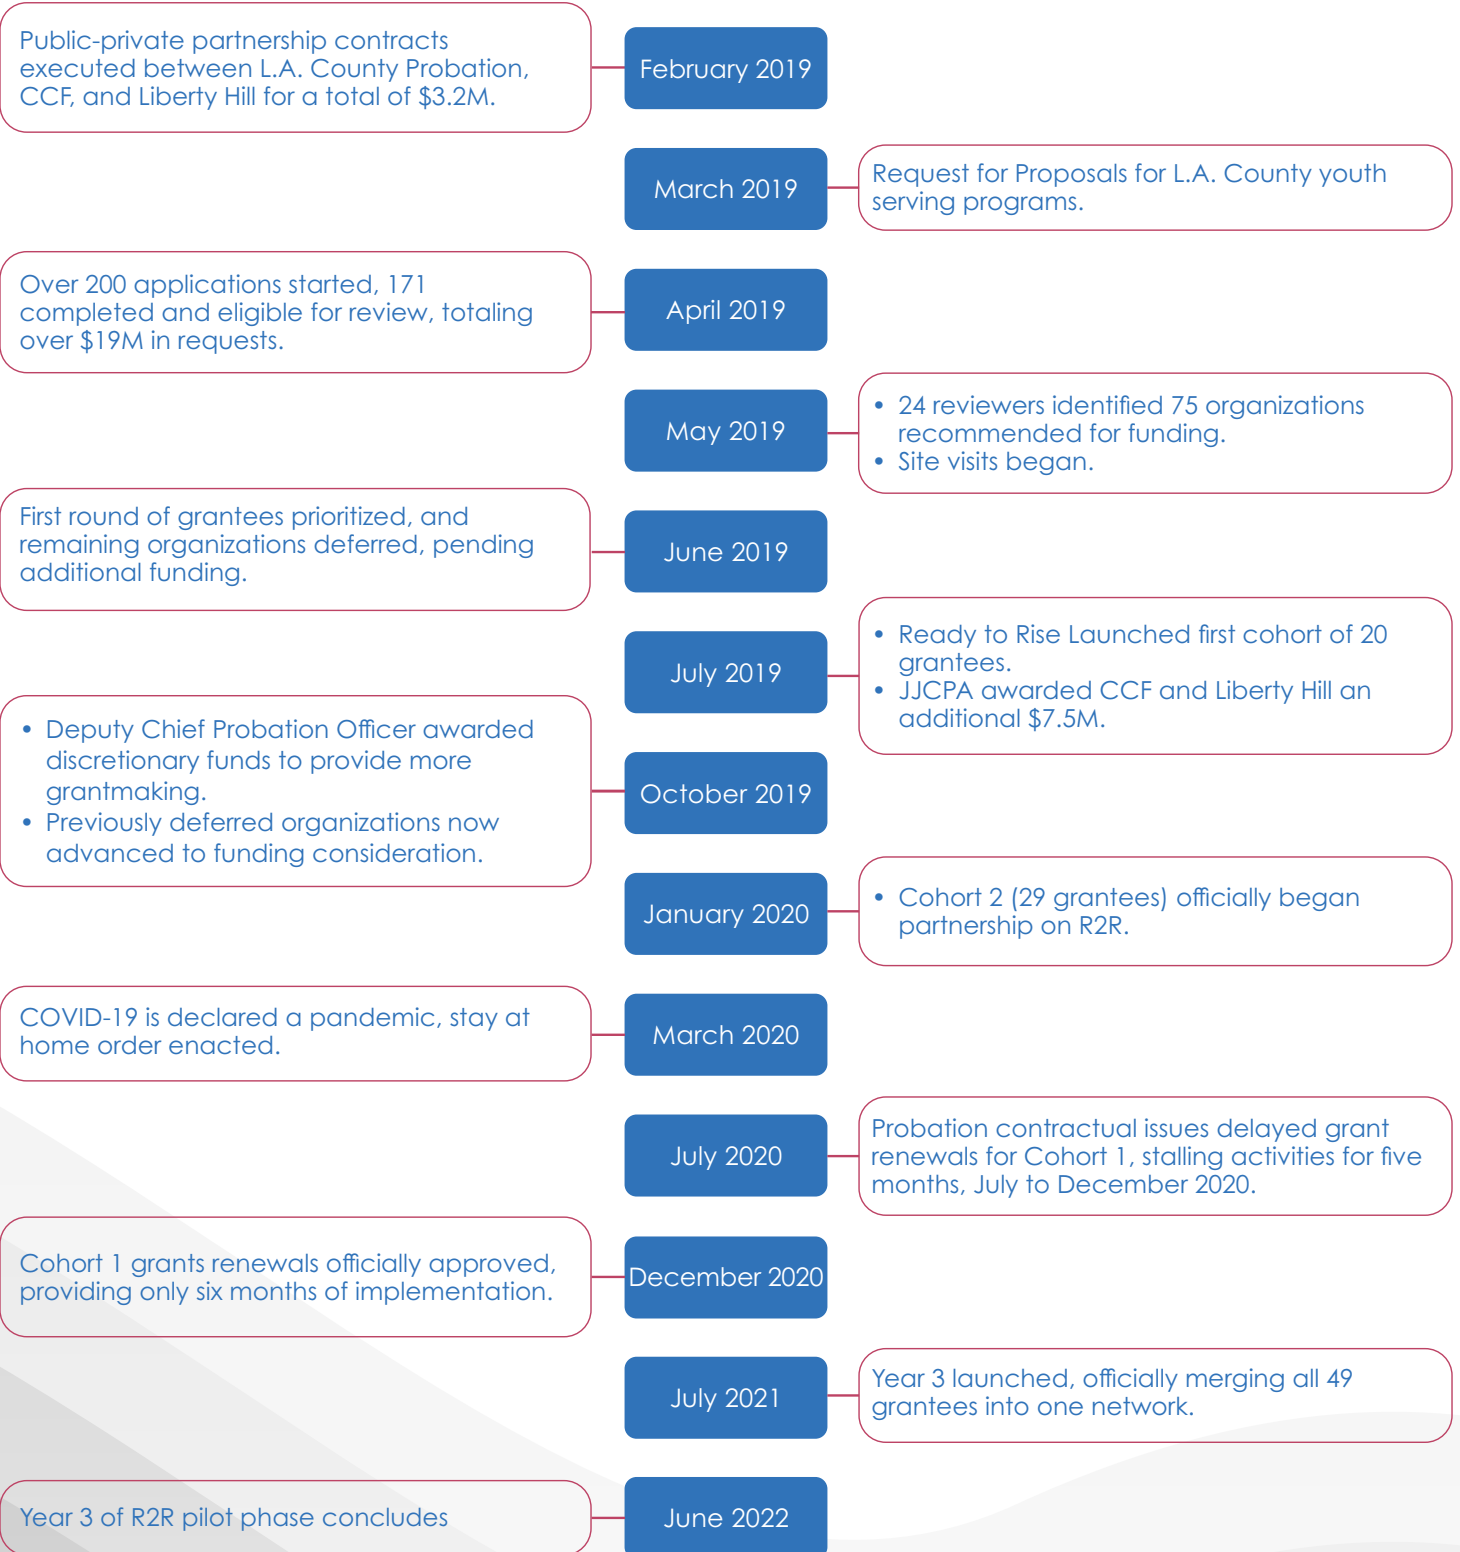 Public-private partnership contracts
executed between L.A. County Probation,
CCF, and Liberty Hill for a total of $3.2M.
February 2019
March 2019
Request for Proposals for L.A. County youth
serving programs.
Over 200 applications started, 171
completed and eligible for review, totaling
over $19M in requests.
April 2019
May 2019
• 24 reviewers identified 75 organizations
recommended for funding.
• Site visits began.
First round of grantees prioritized, and
remaining organizations deferred, pending
additional funding.
June 2019
July 2019
• Ready to Rise Launched first cohort of 20
grantees.
• JJCPA awarded CCF and Liberty Hill an
additional $7.5M.
• Deputy Chief Probation Officer awarded
discretionary funds to provide more
grantmaking.
• Previously deferred organizations now
advanced to funding consideration.
October 2019
January 2020
• Cohort 2 (29 grantees) officially began
partnership on R2R.
COVID-19 is declared a pandemic, stay at
home order enacted.
March 2020
July 2020
Probation contractual issues delayed grant
renewals for Cohort 1, stalling activities for five
months, July to December 2020.
Cohort 1 grants renewals officially approved,
providing only six months of implementation.
December 2020
July 2021
Year 3 launched, officially merging all 49
grantees into one network.
Year 3 of R2R pilot phase concludes
June 2022